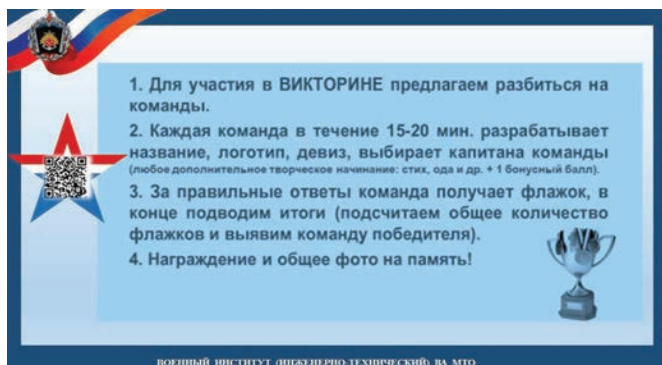 1. Для участия в ВИКТОРИНЕ предлагаем разбиться на
команды.
2. Каждая команда в течение 15-20 мин. разрабатывает
название, логотип, девиз, выбирает капитана команды
(любое дополнительное творческое начинание: стих, ода и др. + 1 бонусный балл).
3. За правильные ответы команда получает флажок, в
конце подводим итоги (подсчитаем общее количество
флажков и выявим команду победителя).
4. Награждение и общее фото на память!
ВОЕННЫЙ ИНСТИТУТ (ИНЖЕНЕРНО-ТЕХНИЧЕСКИЙ) ВА МТО